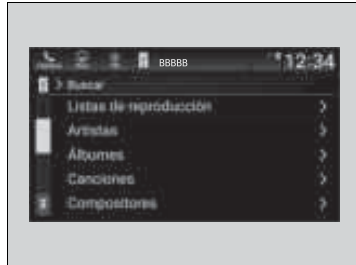 BBBBB 12:34
Buscar
Listas de reproducción
Artistas
Álbumes
Canciones
Compositores